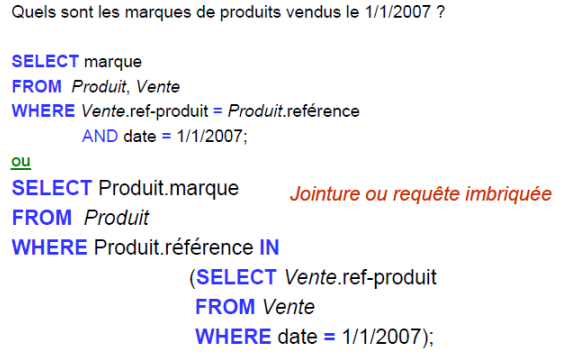 Quels sont les marques de produits vendus le 1/1/2007 ?
SELECT marque
FROM Produit, Vente
WHERE Vente.ref-produit = Produit.reférence
AND date = 1/1/2007;
ou
SELECT Produit.marque
Jointure ou requête imbriquée
FROM Produit
WHERE Produit.référence IN
(SELECT Vente.ref-produit
FROM Vente
WHERE date = 1/1/2007);